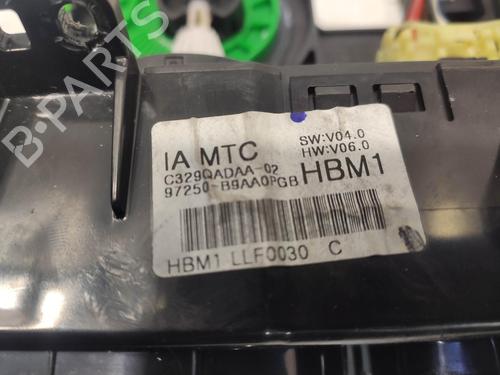 B-PARTS
IA MTC
SW:V04.0
HW:V06.0
C329QADAA-02
97250-B9AA0PGB
HBM1
HBM1 LLF0030 C